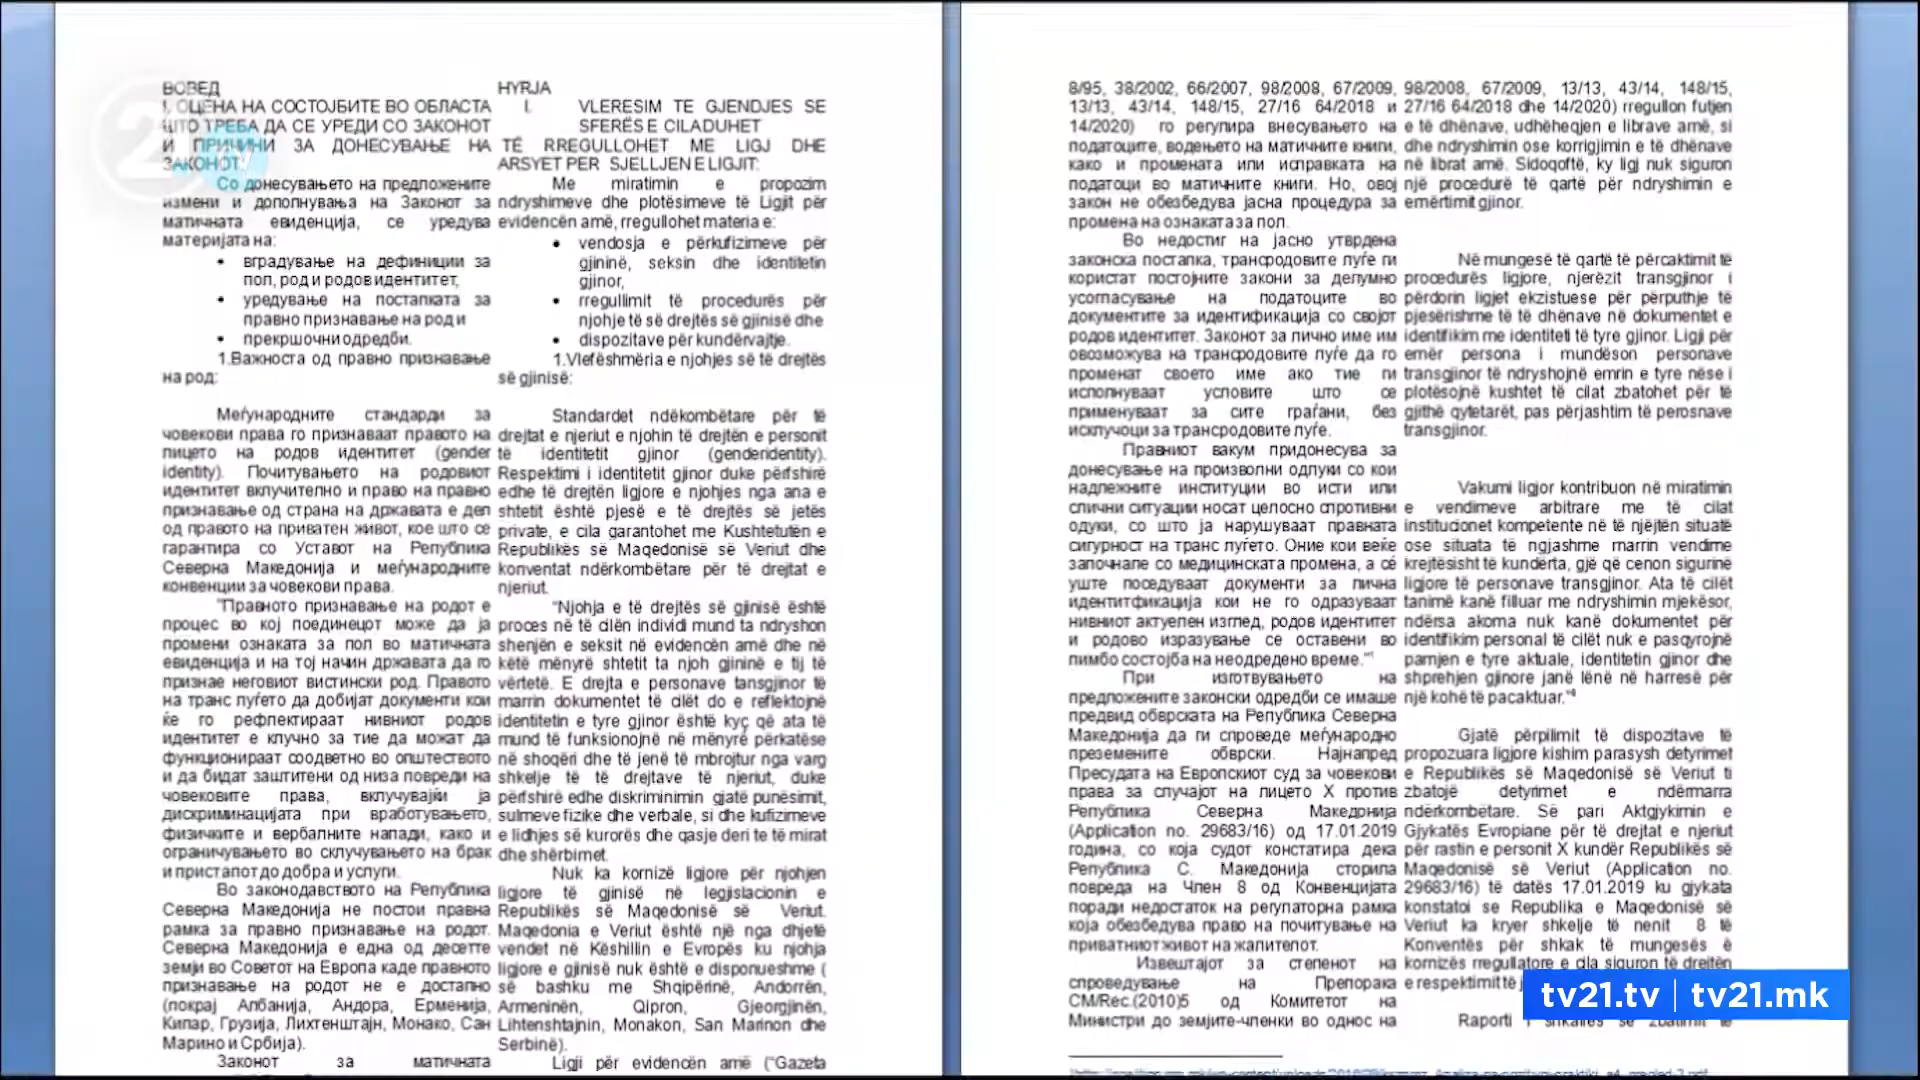 ВОВЕД
I. ОЦЕНА НА СОСТОЈБИТЕ ВО ОБЛАСТА
ШТО ТРЕБА ДА СЕ УРЕДИ СО ЗАКОНОТ
И ПРИЧИНИ ЗА ДОНЕСУВАЊЕ НА
ЗАКОНОТ:
Со донесувањето на предложените
измени и дополнувања на Законот за
матичната евиденција, се уредува
материјата на:
• вградување на дефиниции за
пол, род и родов идентитет,
• уредување на постапката за
правно признавање на род и
• прекршочни одредби.
1.Важноста од правно признавање
на род:
Меѓународните стандарди за
човекови права го признаваат правото на
лицето на родов идентитет (gender
identity). Почитувањето на родовиот
идентитет вклучително и право на правно
признавање од страна на државата е дел
од правото на приватен живот, кое што се
гарантира со Уставот на Република
Северна Македонија и меѓународните
конвенции за човекови права.
"Правното признавање на родот е
процес во кој поединецот може да ја
промени ознаката за пол во матичната
евиденција и на тој начин државата да го
признае неговиот вистински род. Правото
на транс луѓето да добијат документи кои
ќе го рефлектираат нивниот родов
идентитет е клучно за тие да можат да
функционираат соодветно во општеството
и да бидат заштитени од низа повреди на
човековите права, вклучувајќи ја
дискриминацијата при вработувањето,
физичките и вербалните напади, како и
ограничувањето во склучувањето на брак
и пристапот до добра и услуги.
Во законодавството на Република
Северна Македонија не постои правна
рамка за правно признавање на родот.
Северна Македонија е една од десетте
земји во Советот на Европа каде правното
признавање на родот не е достапно
(покрај Албанија, Андора, Ерменија,
Кипар, Грузија, Лихтенштајн, Монако, Сан
Марино и Србија).
Законот за матичната
HYRJA
I. VLERESIM TE GJENDJES SE
SFERËS E CILADUHET
TË RREGULLOHET ME LIGJ DHE
ARSYET PER SJELLJEN E LIGJIT:
Me miratimin e propozim
ndryshimeve dhe plotësimeve të Ligjit për
evidencën amë, rregullohet materia e:
• vendosja e përkufizimeve për
gjininë, seksin dhe identitetin
gjinor,
• rregullimit të procedurës për
njohje të së drejtës së gjinisë dhe
• dispozitave për kundërvajtje.
1.Vlefëshmëria e njohjes së të drejtës
së gjinisë:
Standardet ndëkombëtare për të
drejtat e njeriut e njohin të drejtën e personit
të identitetit gjinor (genderidentity).
Respektimi i identitetit gjinor duke përfshirë
edhe të drejtën ligjore e njohjes nga ana e
shtetit është pjesë e të drejtës së jetës
private, e cila garantohet me Kushtetutën e
Republikës së Maqedonisë së Veriut dhe
konventat ndërkombëtare për të drejtat e
njeriut.
"Njohja e të drejtës së gjinisë është
proces në të cilën individi mund ta ndryshon
shenjën e seksit në evidencën amë dhe në
këtë mënyrë shtetit ta njoh gjininë e tij të
vërtetë. E drejta e personave tansgjinor të
marrin dokumentet të cilët do e reflektojnë
identitetin e tyre gjinor është kyç që ata të
mund të funksionojnë në mënyrë përkatëse
në shoqëri dhe të jenë të mbrojtur nga varg
shkelje të të drejtave të njeriut, duke
përfshirë edhe diskriminimin gjatë punësimit,
sulmeve fizike dhe verbale, si dhe kufizimeve
e lidhjes së kurorës dhe qasje deri te të mirat
dhe shërbimet.
Nuk ka kornizë ligjore për njohjen
ligjore të gjinisë në legjislacionin e
Republikës së Maqedonisë së Veriut.
Maqedonia e Veriut është një nga dhjetë
vendet në Këshillin e Evropës ku njohja
ligjore e gjinisë nuk është e disponueshme (
së bashku me Shqipërinë, Andorrën,
Armeninën, Qipron, Gjeorgjinën,
Lihtenshtajnin, Monakon, San Marinon dhe
Serbinë).
Ligji për evidencën amë ("Gazeta
8/95, 38/2002, 66/2007, 98/2008, 67/2009,
13/13, 43/14, 148/15, 27/16 64/2018 и
14/2020) го регулира внесувањето на
податоците, водењето на матичните книги,
како и промената или исправката на
податоци во матичните книги. Но, овој
закон не обезбедува јасна процедура за
промена на ознаката за пол.
Во недостиг на јасно утврдена
законска постапка, трансродовите луѓе ги
користат постојните закони за делумно
усогласување на податоците во
документите за идентификација со својот
родов идентитет. Законот за лично име им
овозможува на трансродовите луѓе да го
променат своето име ако тие ги
исполнуваат условите што се
применуваат за сите граѓани, без
исклучоци за трансродовите луѓе.
Правниот вакум придонесува за
донесување на произволни одлуки со кои
надлежните институции во исти или
слични ситуации носат целосно спротивни
одуки, со што ја нарушуваат правната
сигурност на транс луѓето. Оние кои веќе
започнале со медицинската промена, а сѐ
уште поседуваат документи за лична
идентитфикација кои не го одразуваат
нивниот актуелен изглед, родов идентитет
и родово изразување се оставени во
лимбо состојба на неодредено време."
При изготвувањето на
предложените законски одредби се имаше
предвид обврската на Република Северна
Македонија да ги спроведе меѓународно
преземените обврски. Најнапред
Пресудата на Европскиот суд за човекови
права за случајот на лицето X против
Република Северна Македонија
(Application no. 29683/16) од 17.01.2019
година, со која судот констатира дека
Република С. Македонија сторила
повреда на Член 8 од Конвенцијата
поради недостаток на регулаторна рамка
која обезбедува право на почитување на
приватниот живот на жалителот.
Извештајот за степенот на
спроведување на Препорака
CM/Rec.(2010)5 од Комитетот на
Министри до земјите-членки во однос на
98/2008, 67/2009, 13/13, 43/14, 148/15,
27/16 64/2018 dhe 14/2020) rregullon futjen
e të dhënave, udhëheqjen e librave amë, si
dhe ndryshimin ose korrigjimin e të dhënave
në librat amë. Sidoqoftë, ky ligj nuk siguron
një procedurë të qartë për ndryshimin e
emërtimit gjinor.
Në mungesë të qartë të përcaktimit të
procedurës ligjore, njerëzit transgjinor i
përdorin ligjet ekzistuese për përputhje të
pjesërishme të të dhënave në dokumentet e
identifikim me identiteti të tyre gjinor. Ligji për
emër persona i mundëson personave
transgjinor të ndryshojnë emrin e tyre nëse i
plotësojnë kushtet të cilat zbatohet për të
gjithë qytetarët, pas përjashtim të perosnave
transgjinor.
Vakumi ligjor kontribuon në miratimin
e vendimeve arbitrare me të cilat
institucionet kompetente në të njëjtën situatë
ose situata të ngjashme marrin vendime
krejtësisht të kundërta, gjë që cenon sigurinë
ligjore të personave transgjinor. Ata të cilët
tanimë kanë filluar me ndryshimin mjekësor,
ndërsa akoma nuk kanë dokumentet për
identifikim personal të cilët nuk e pasqyrojnë
pamjen e tyre aktuale, identitetin gjinor dhe
shprehjen gjinore janë lënë në harresë për
një kohë të pacaktuar."
Gjatë përpilimit të dispozitave të
propozuara ligjore kishim parasysh detyrimet
e Republikës së Maqedonisë së Veriut ti
zbatojë detyrimet e ndërmarra
ndërkombëtare. Së pari Aktgjykimin e
Gjykatës Evropiane për të drejtat e njeriut
për rastin e personit X kundër Republikës së
Maqedonisë së Veriut (Application no.
29683/16) të datës 17.01.2019 ku gjykata
konstatoi se Republika e Maqedonisë së
Veriut ka kryer shkelje të nenit 8 të
Konventës për shkak të mungesës e
kornizës rregullatore e cila siguron të drejtën
e respektimit të
Raporti i shkallës së zbatimit të
21
TV
tv21.tv | tv21.mk